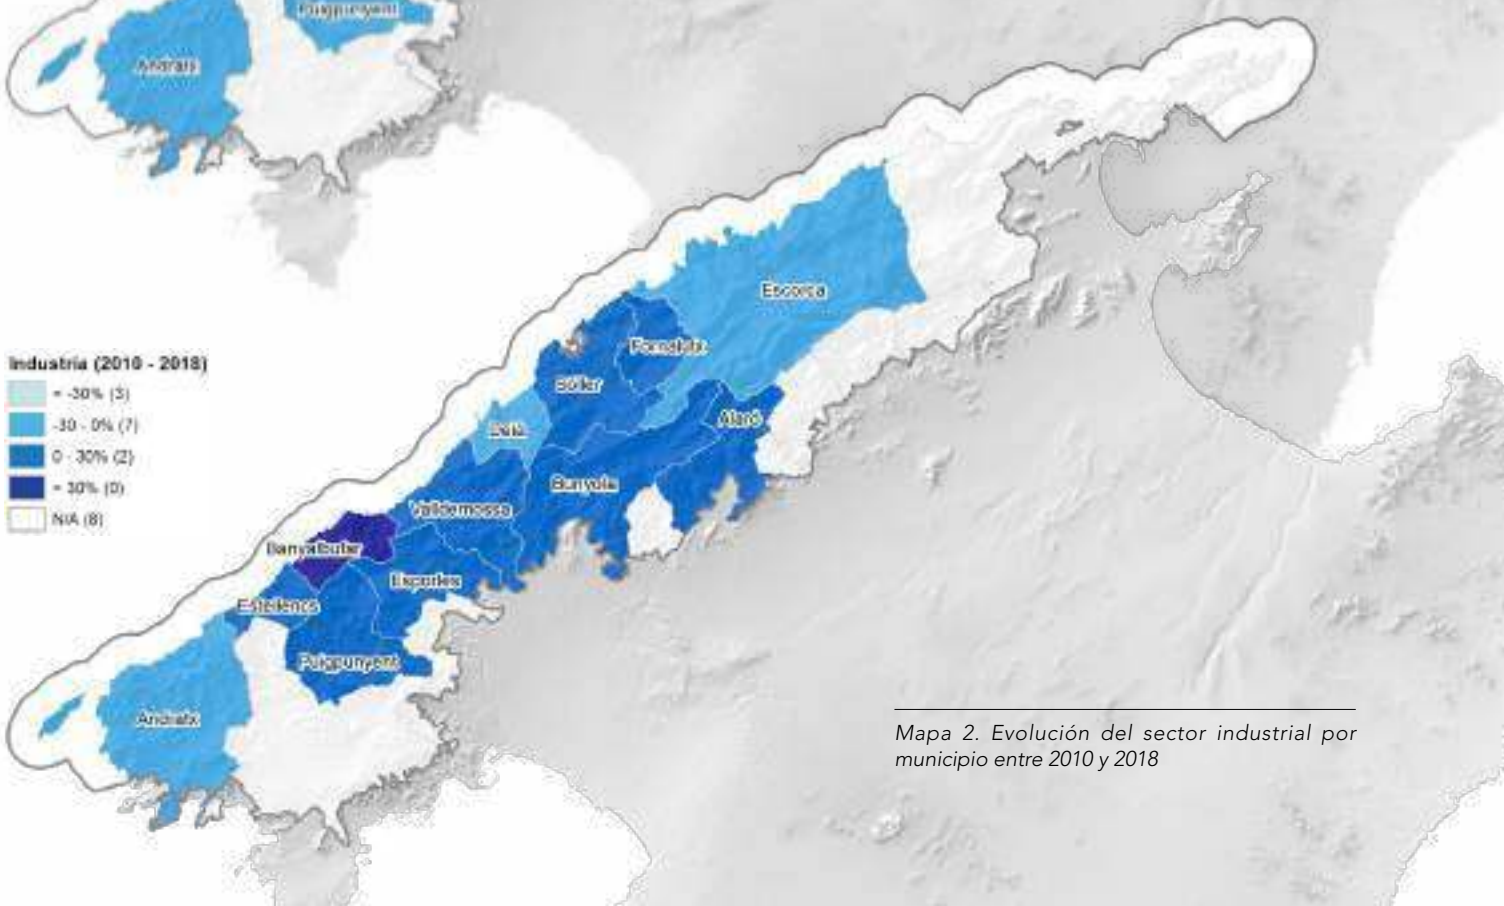 Puigpunyent
Andratx
Escorca
Industria (2010 - 2018)
Fornalutx
= -30% (3)
Sóller
-30 - 0% (7)
Alaró
Deià
0 - 30% (2)
Bunyola
= 30% (0)
Valldemossa
N/A (8)
Banyalbufar
Esporles
Estellencs
Puigpunyent
Andratx
Mapa 2. Evolución del sector industrial por
municipio entre 2010 y 2018